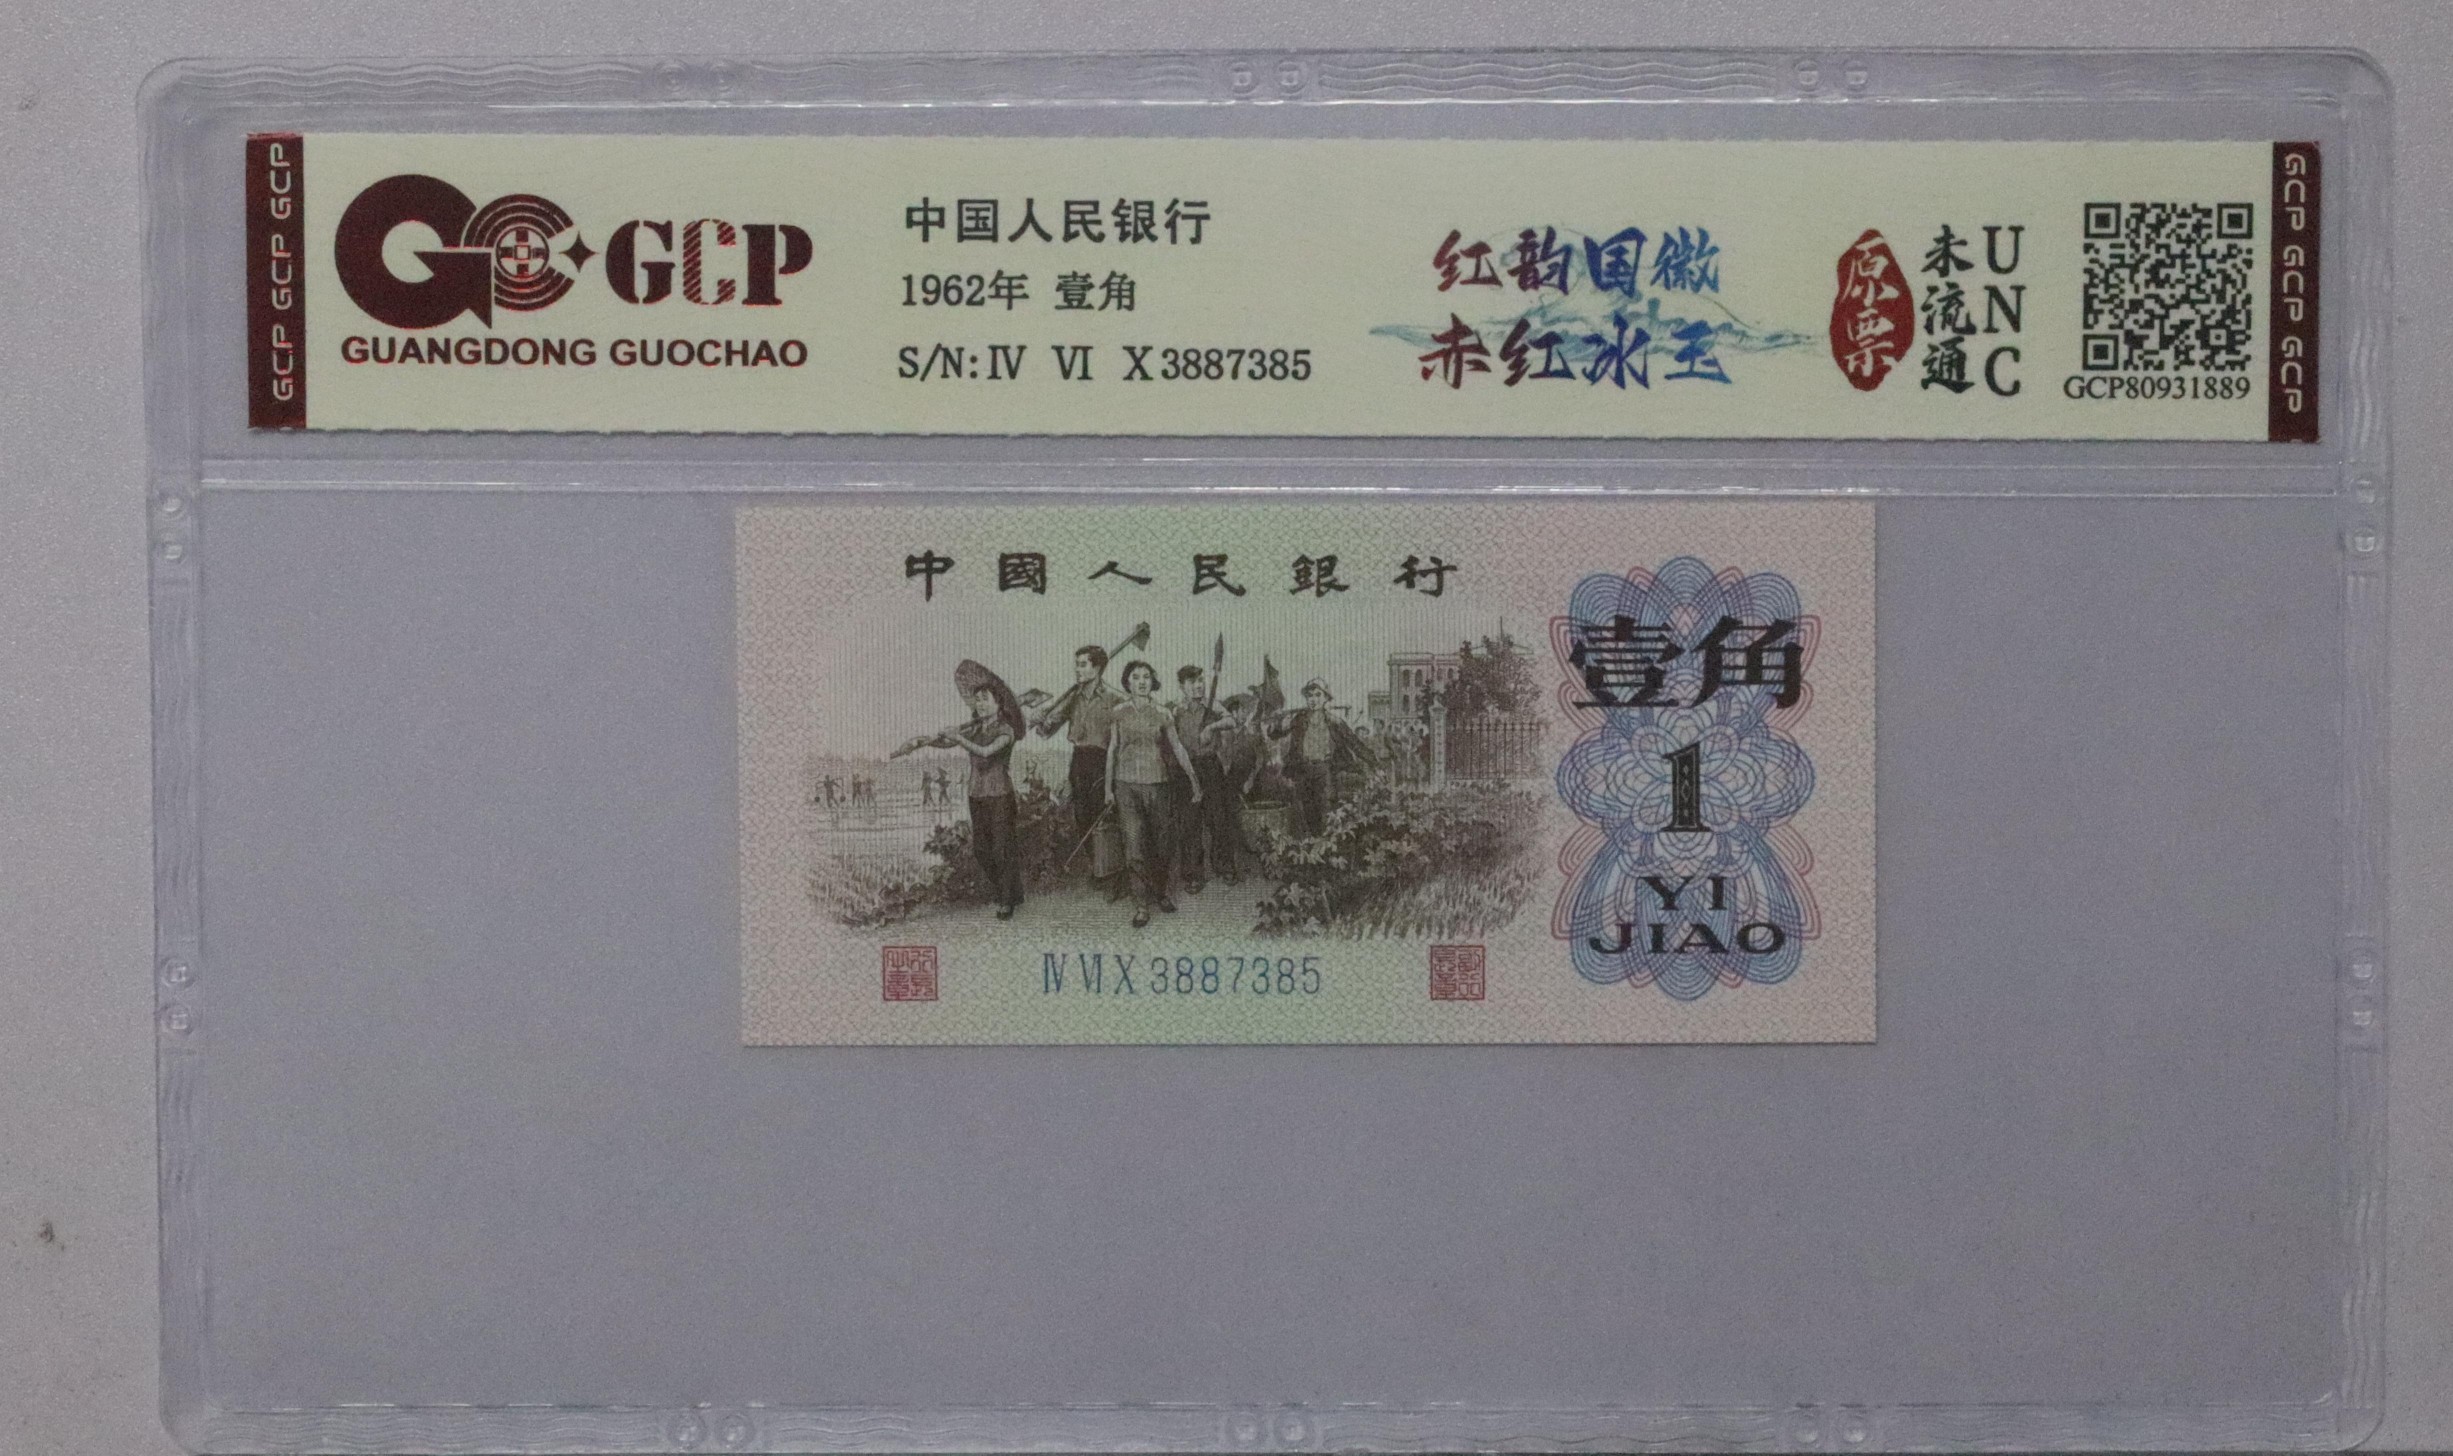 GCP GCP GCP
GCP
GUANGDONG GUOCHAO
中国人民银行
1962年 壹角
S/N: IV VI X 3887385
红韵国徽
赤红冰玉
原票
未流通
UNC
GCP80931889
GCP GCP GCP
中國人民銀行
壹角
1
YI
JIAO
IV VI X 3887385